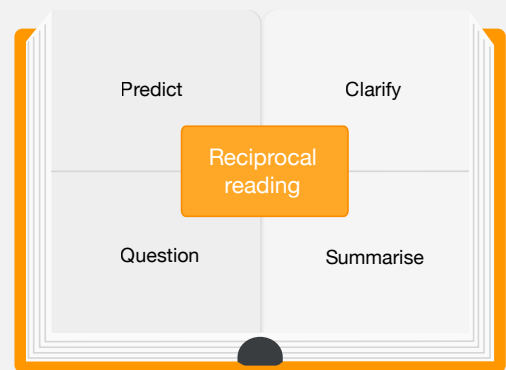 Predict
Clarify
Reciprocal
reading
Question
Summarise